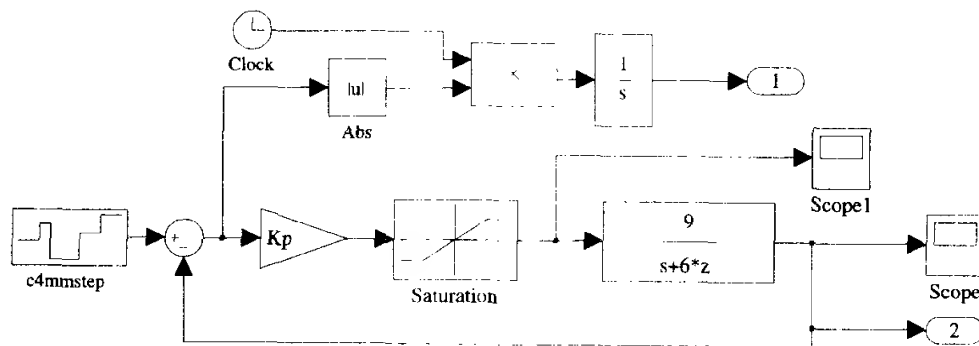 Clock
|u|
Abs
×
1
s
1
Scope1
c4mmstep
+
−
Kp
Saturation
9
s+6*z
Scope
2